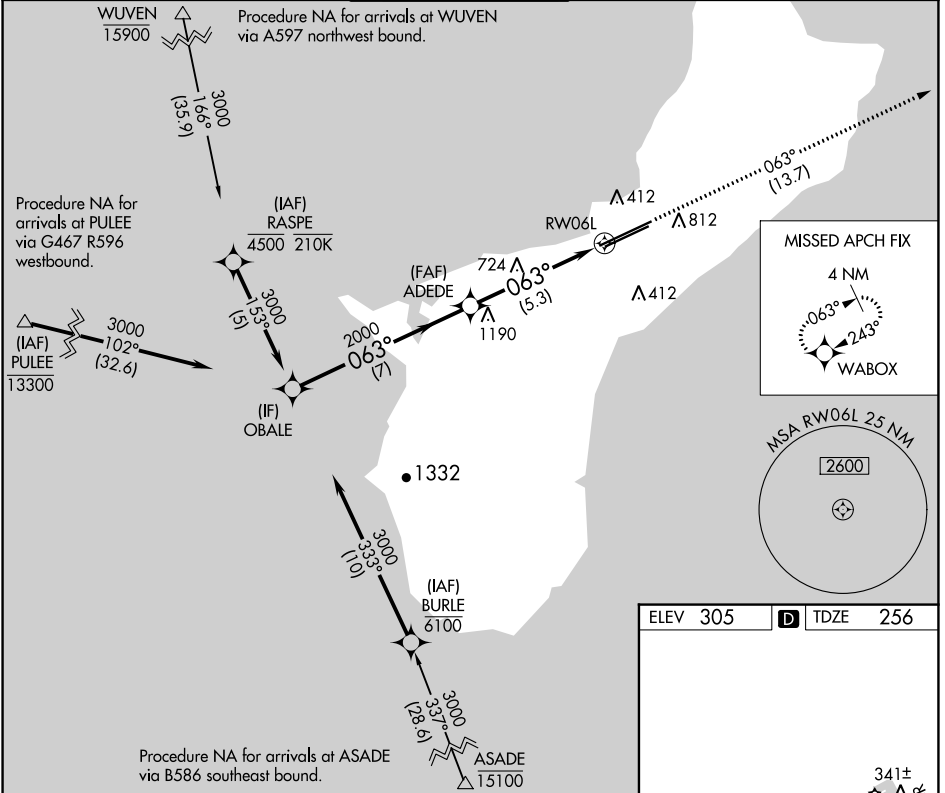 WUVEN
15900
Procedure NA for arrivals at WUVEN
via A597 northwest bound.
3000
166°
(35.9)
Procedure NA for
arrivals at PULEE
via G467 R596
westbound.
(IAF)
RASPE
4500 210K
3000
153°
(5)
(IAF)
PULEE
13300
3000
102°
(32.6)
(IF)
OBALE
2000
063°
(7)
(FAF)
ADEDE
724
1190
063°
(5.3)
RW06L
412
812
412
063°
(13.7)
MISSED APCH FIX
4 NM
063°
243°
WABOX
MSA RW06L 25 NM
2600
1332
3000
333°
(10)
(IAF)
BURLE
6100
3000
337°
(28.6)
ASADE
15100
Procedure NA for arrivals at ASADE
via B586 southeast bound.
ELEV 305 D TDZE 256
341±